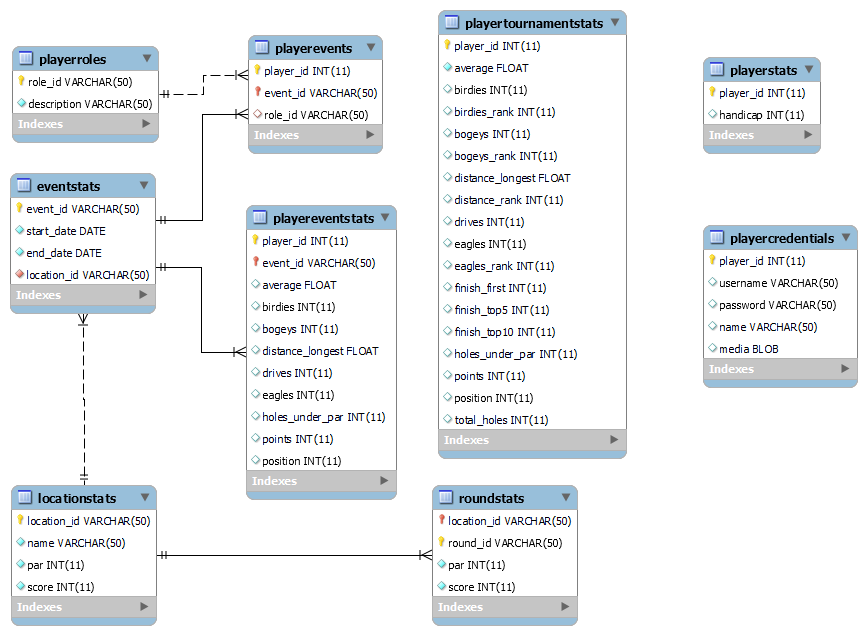 playerroles
role_id VARCHAR(50)
description VARCHAR(50)
Indexes
playerevents
player_id INT(11)
event_id VARCHAR(50)
role_id VARCHAR(50)
Indexes
playertournamentstats
player_id INT(11)
average FLOAT
birdies INT(11)
birdies_rank INT(11)
bogeys INT(11)
bogeys_rank INT(11)
distance_longest FLOAT
distance_rank INT(11)
drives INT(11)
eagles INT(11)
eagles_rank INT(11)
finish_first INT(11)
finish_top5 INT(11)
finish_top10 INT(11)
holes_under_par INT(11)
points INT(11)
position INT(11)
total_holes INT(11)
Indexes
playerstats
player_id INT(11)
handicap INT(11)
Indexes
eventstats
event_id VARCHAR(50)
start_date DATE
end_date DATE
location_id VARCHAR(50)
Indexes
playereventstats
player_id INT(11)
event_id VARCHAR(50)
average FLOAT
birdies INT(11)
bogeys INT(11)
distance_longest FLOAT
drives INT(11)
eagles INT(11)
holes_under_par INT(11)
points INT(11)
position INT(11)
Indexes
playercredentials
player_id INT(11)
username VARCHAR(50)
password VARCHAR(50)
name VARCHAR(50)
media BLOB
Indexes
locationstats
location_id VARCHAR(50)
name VARCHAR(50)
par INT(11)
score INT(11)
Indexes
roundstats
location_id VARCHAR(50)
round_id VARCHAR(50)
par INT(11)
score INT(11)
Indexes